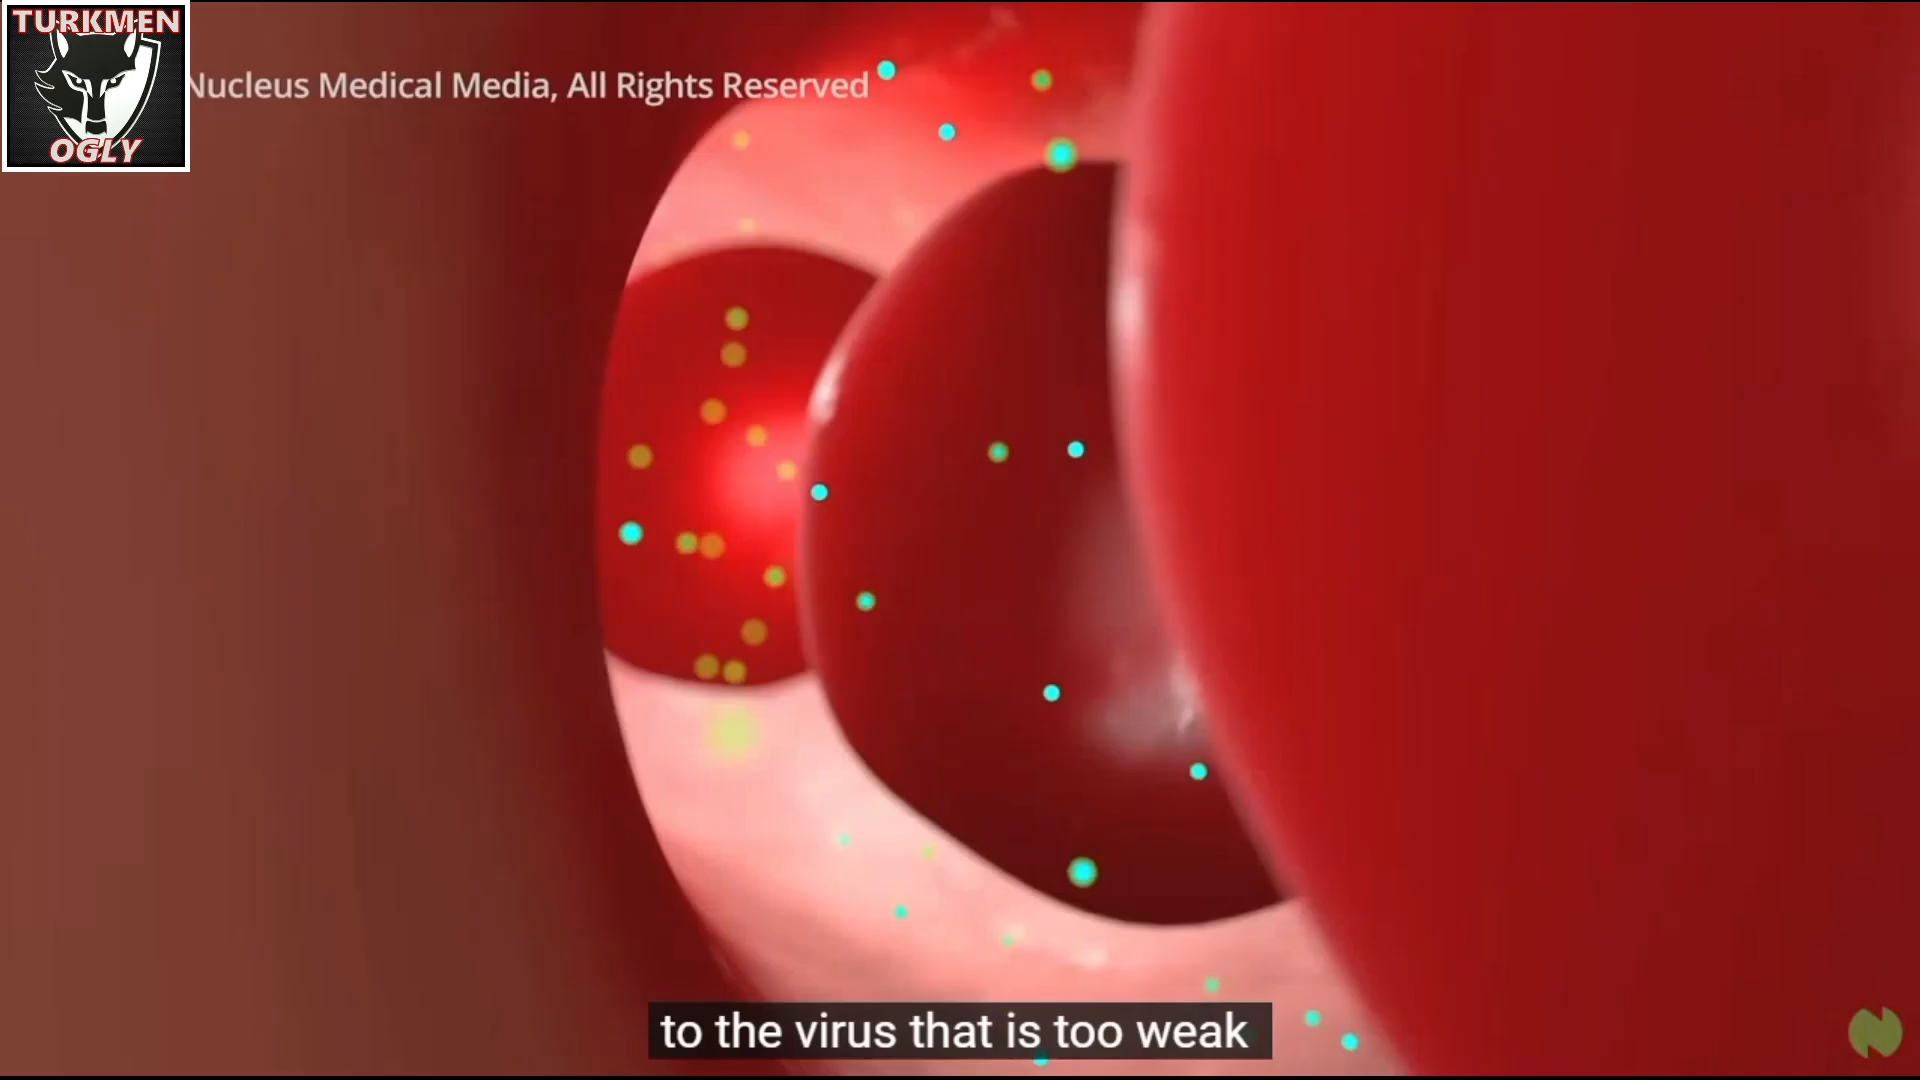 TURKMEN
OGLY
Nucleus Medical Media, All Rights Reserved
to the virus that is too weak